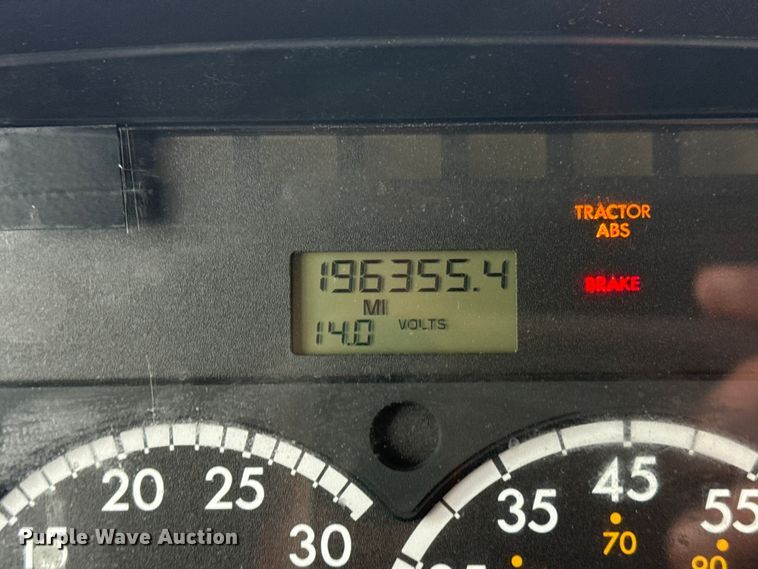 TRACTOR
ABS
BRAKE
196355.4
MI
14.0 VOLTS
20 25 30
35 45 55
70
Purple Wave Auction